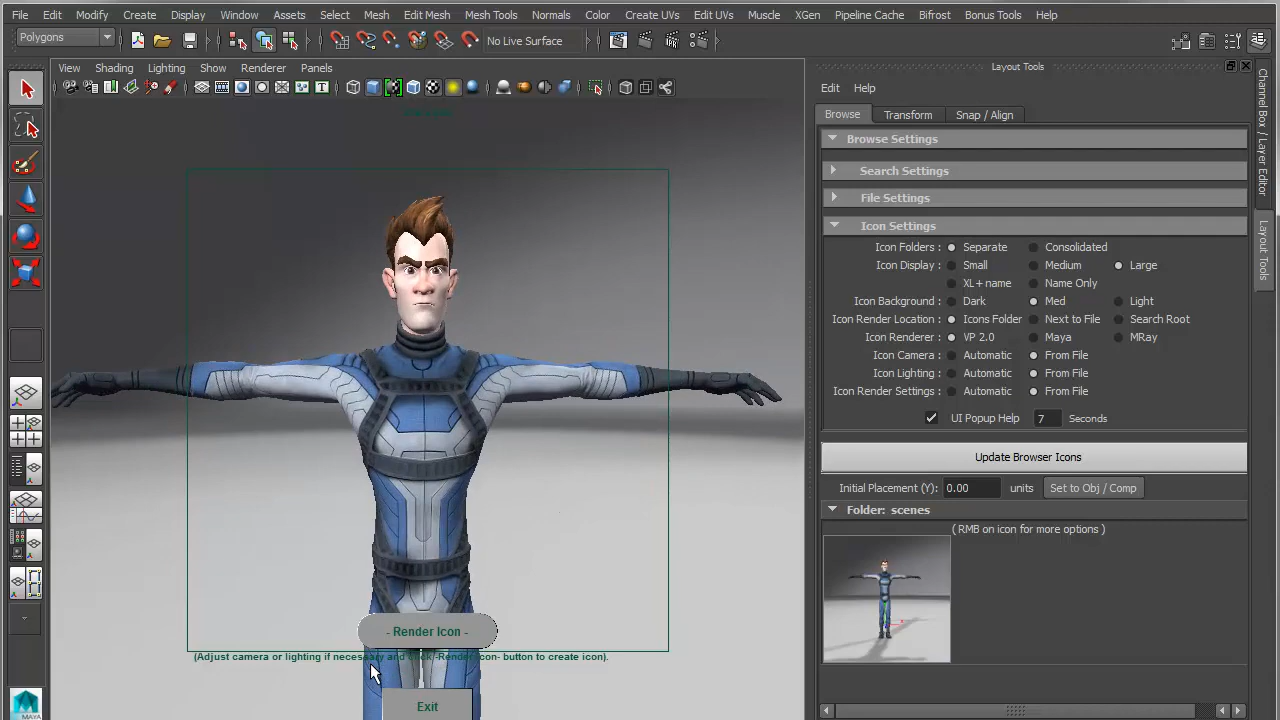 File Edit Modify Create Display Window Assets Select Mesh Edit Mesh Mesh Tools Normals Color Create UVs Edit UVs Muscle XGen Pipeline Cache Bifrost Bonus Tools Help
Polygons
No Live Surface
View Shading Lighting Show Renderer Panels
Layout Tools
Edit Help
Browse Transform Snap / Align
Browse Settings
Search Settings
File Settings
Icon Settings
Icon Folders : Separate Consolidated
Icon Display : Small Medium Large
XL + name Name Only
Icon Background : Dark Med Light
Icon Render Location : Icons Folder Next to File Search Root
Icon Renderer : VP 2.0 Maya MRay
Icon Camera : Automatic From File
Icon Lighting : Automatic From File
Icon Render Settings : Automatic From File
UI Popup Help 7 Seconds
Update Browser Icons
Initial Placement (Y): 0.00 units Set to Obj / Comp
Folder: scenes
( RMB on icon for more options )
- Render Icon -
(Adjust camera or lighting if necessary and click -Render Icon- button to create icon).
Exit
MAYA
Channel Box / Layer Editor
Layout Tools